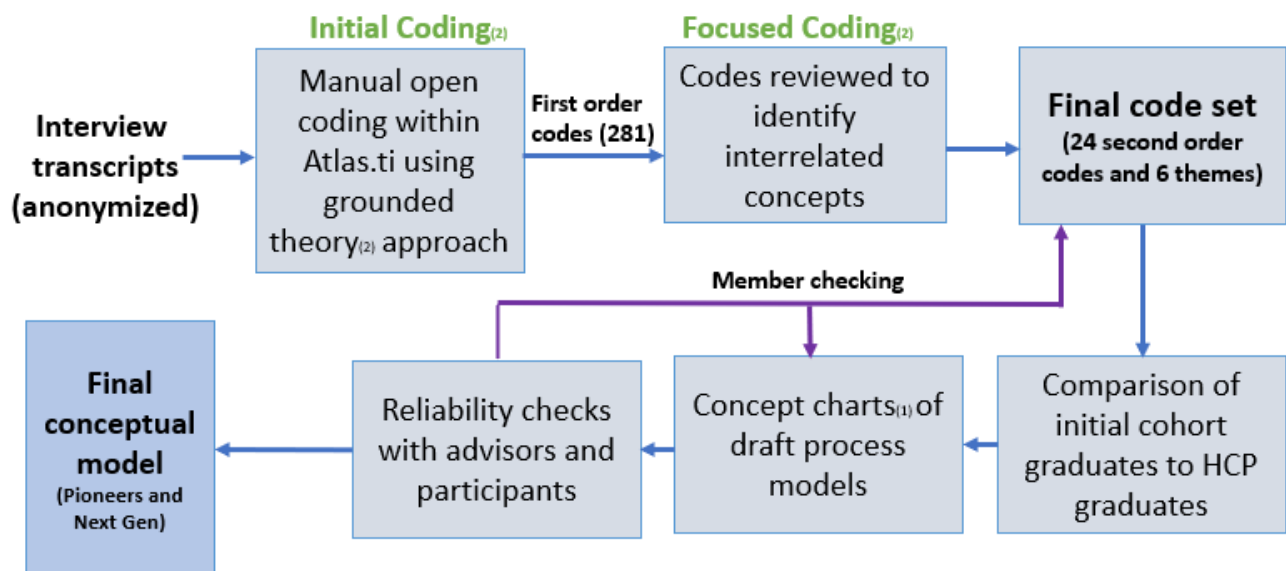 Initial Coding(2)
Focused Coding(2)
Interview
transcripts
(anonymized)
Manual open
coding within
Atlas.ti using
grounded
theory(2) approach
First order
codes (281)
Codes reviewed to
identify
interrelated
concepts
Final code set
(24 second order
codes and 6 themes)
Member checking
Final
conceptual
model
(Pioneers and
Next Gen)
Reliability checks
with advisors and
participants
Concept charts(1) of
draft process
models
Comparison of
initial cohort
graduates to HCP
graduates